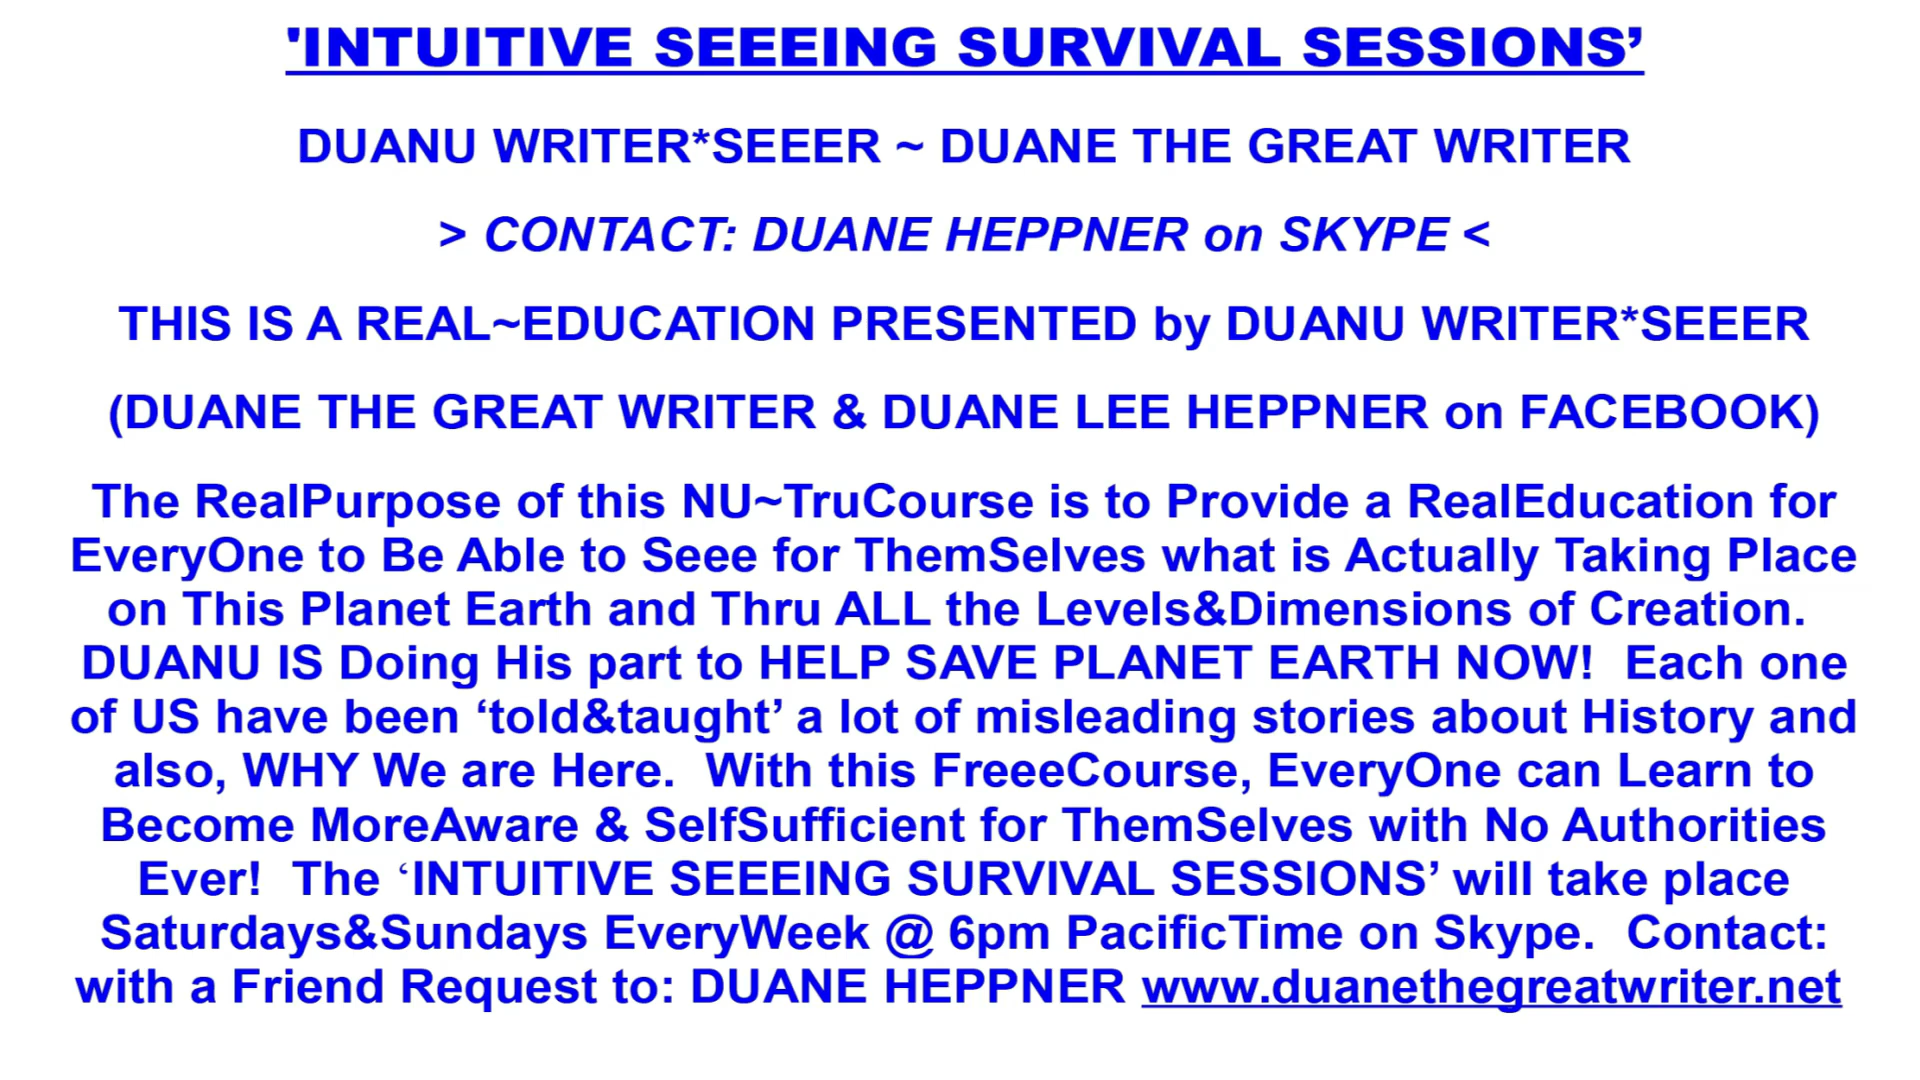 'INTUITIVE SEEEING SURVIVAL SESSIONS’
DUANU WRITER*SEEER ~ DUANE THE GREAT WRITER
> CONTACT: DUANE HEPPNER on SKYPE <
THIS IS A REAL~EDUCATION PRESENTED by DUANU WRITER*SEEER
(DUANE THE GREAT WRITER & DUANE LEE HEPPNER on FACEBOOK)
The RealPurpose of this NU~TruCourse is to Provide a RealEducation for
EveryOne to Be Able to Seee for ThemSelves what is Actually Taking Place
on This Planet Earth and Thru ALL the Levels&Dimensions of Creation.
DUANU IS Doing His part to HELP SAVE PLANET EARTH NOW!  Each one
of US have been ‘told&taught’ a lot of misleading stories about History and
also, WHY We are Here.  With this FreeeCourse, EveryOne can Learn to
Become MoreAware & SelfSufficient for ThemSelves with No Authorities
Ever!  The ‘INTUITIVE SEEEING SURVIVAL SESSIONS’ will take place
Saturdays&Sundays EveryWeek @ 6pm PacificTime on Skype.  Contact:
with a Friend Request to: DUANE HEPPNER www.duanethegreatwriter.net